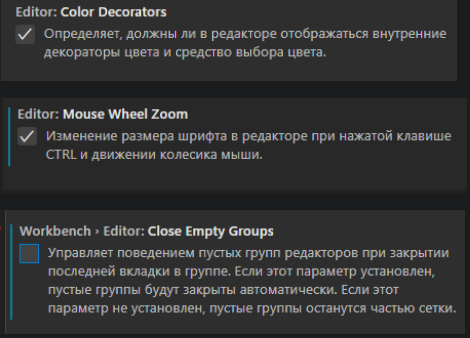 Editor: Color Decorators
Определяет, должны ли в редакторе отображаться внутренние
декораторы цвета и средство выбора цвета.
Editor: Mouse Wheel Zoom
Изменение размера шрифта в редакторе при нажатой клавише
CTRL и движении колесика мыши.
Workbench › Editor: Close Empty Groups
Управляет поведением пустых групп редакторов при закрытии
последней вкладки в группе. Если этот параметр установлен,
пустые группы будут закрыты автоматически. Если этот
параметр не установлен, пустые группы останутся частью сетки.